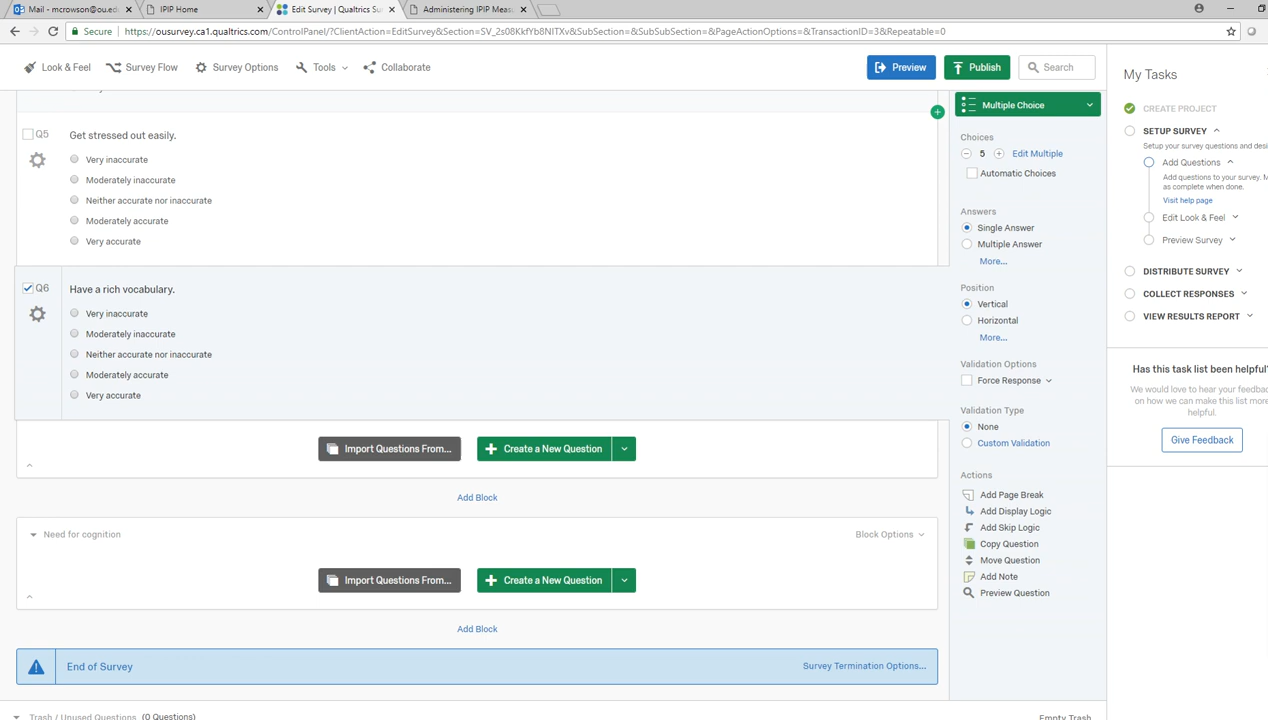 Mail - mcrowson@ou.ed
IPIP Home
Edit Survey | Qualtrics Su
Administering IPIP Meas
Secure
https://ousurvey.ca1.qualtrics.com/ControlPanel/?ClientAction=EditSurvey&Section=SV_2s08KkfYb8NITXv&SubSection=&SubSubSection=&PageActionOptions=&TransactionID=3&Repeatable=0
Look & Feel
Survey Flow
Survey Options
Tools
Collaborate
Preview
Publish
Search
Q5
Get stressed out easily.
Very inaccurate
Moderately inaccurate
Neither accurate nor inaccurate
Moderately accurate
Very accurate
Q6
Have a rich vocabulary.
Very inaccurate
Moderately inaccurate
Neither accurate nor inaccurate
Moderately accurate
Very accurate
Import Questions From...
Create a New Question
Add Block
Need for cognition
Block Options
Import Questions From...
Create a New Question
Add Block
End of Survey
Survey Termination Options...
Trash / Unused Questions (0 Questions)
Empty Trash
Multiple Choice
Choices
5
Edit Multiple
Automatic Choices
Answers
Single Answer
Multiple Answer
More...
Position
Vertical
Horizontal
More...
Validation Options
Force Response
Validation Type
None
Custom Validation
Actions
Add Page Break
Add Display Logic
Add Skip Logic
Copy Question
Move Question
Add Note
Preview Question
My Tasks
CREATE PROJECT
SETUP SURVEY
Setup your survey questions and desi
Add Questions
Add questions to your survey. M
as complete when done.
Visit help page
Edit Look & Feel
Preview Survey
DISTRIBUTE SURVEY
COLLECT RESPONSES
VIEW RESULTS REPORT
Has this task list been helpful?
We would love to hear your feedbac
on how we can make this list more
helpful.
Give Feedback